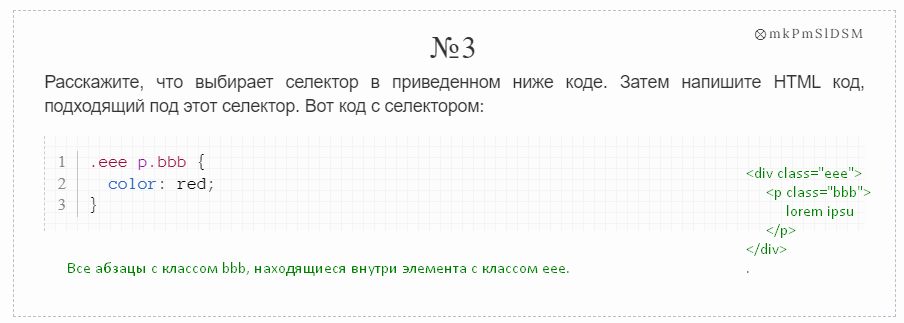 ⊗mkPmSlDSM
№3
Расскажите, что выбирает селектор в приведенном ниже коде. Затем напишите HTML код,
подходящий под этот селектор. Вот код с селектором:
1 .eee p.bbb {
2 color: red;
3 }
<div class="eee">
<p class="bbb">
lorem ipsu
</p>
</div>
.
Все абзацы с классом bbb, находящиеся внутри элемента с классом eee.